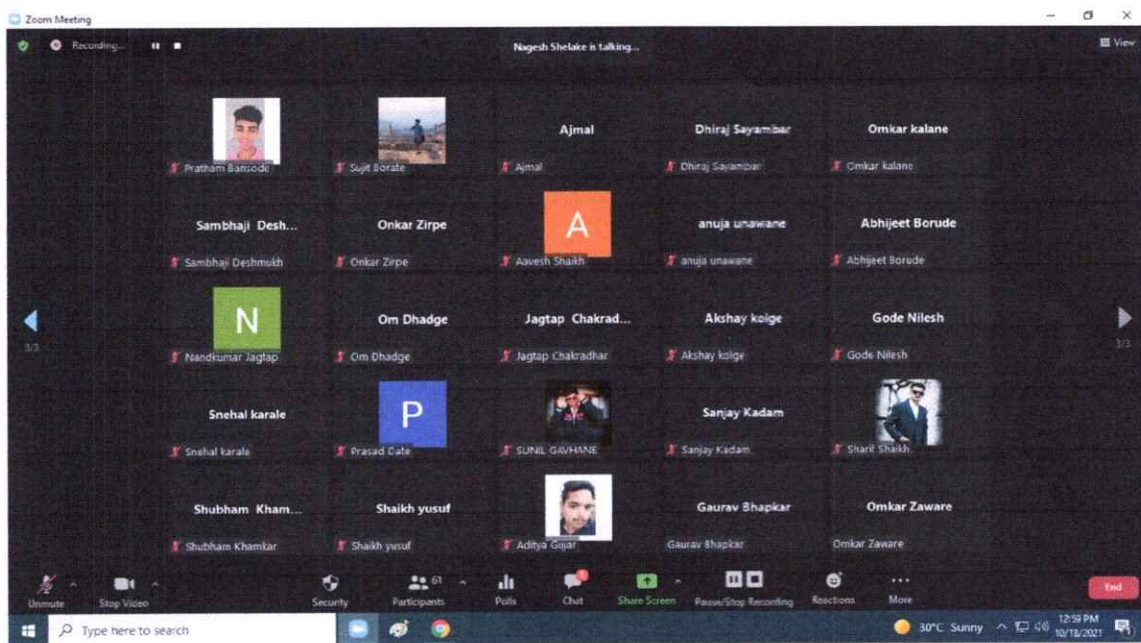 Zoom Meeting
Recording...
Nagesh Shelake is talking...
View
Ajmal
Dhiraj Sayambar
Omkar kalane
Pratham Bansode
Sujit Borate
Ajmal
Dhiraj Sayambar
Omkar kalane
Sambhaji Desh...
Onkar Zirpe
A
anuja unawane
Abhijeet Borude
Sambhaji Deshmukh
Onkar Zirpe
Aavesh Shaikh
anuja unawane
Abhijeet Borude
N
Om Dhadge
Jagtap Chakrad...
Akshay kolge
Gode Nilesh
3/3
Nandkumar Jagtap
Om Dhadge
Jagtap Chakradhar
Akshay kolge
Gode Nilesh
3/3
Snehal karale
P
Sanjay Kadam
Snehal karale
Prasad Date
SUNIL GAVHANE
Sanjay Kadam
Sharif Shaikh
Shubham Kham...
Shaikh yusuf
Gaurav Bhapkar
Omkar Zaware
Shubham Khamkar
Shaikh yusuf
Aditya Gujar
Gaurav Bhapkar
Omkar Zaware
Unmute
Stop Video
Security
61
Participants
Polls
1
Chat
Share Screen
Pause/Stop Recording
Reactions
More
End
Type here to search
30°C Sunny
12:59 PM
10/18/2021